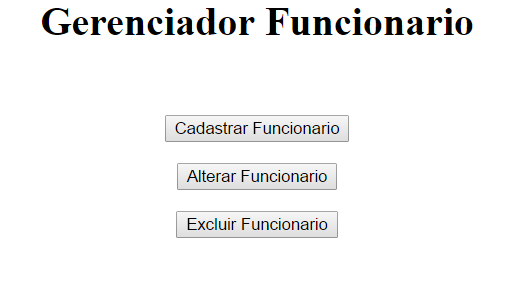 Gerenciador Funcionario
Cadastrar Funcionario
Alterar Funcionario
Excluir Funcionario